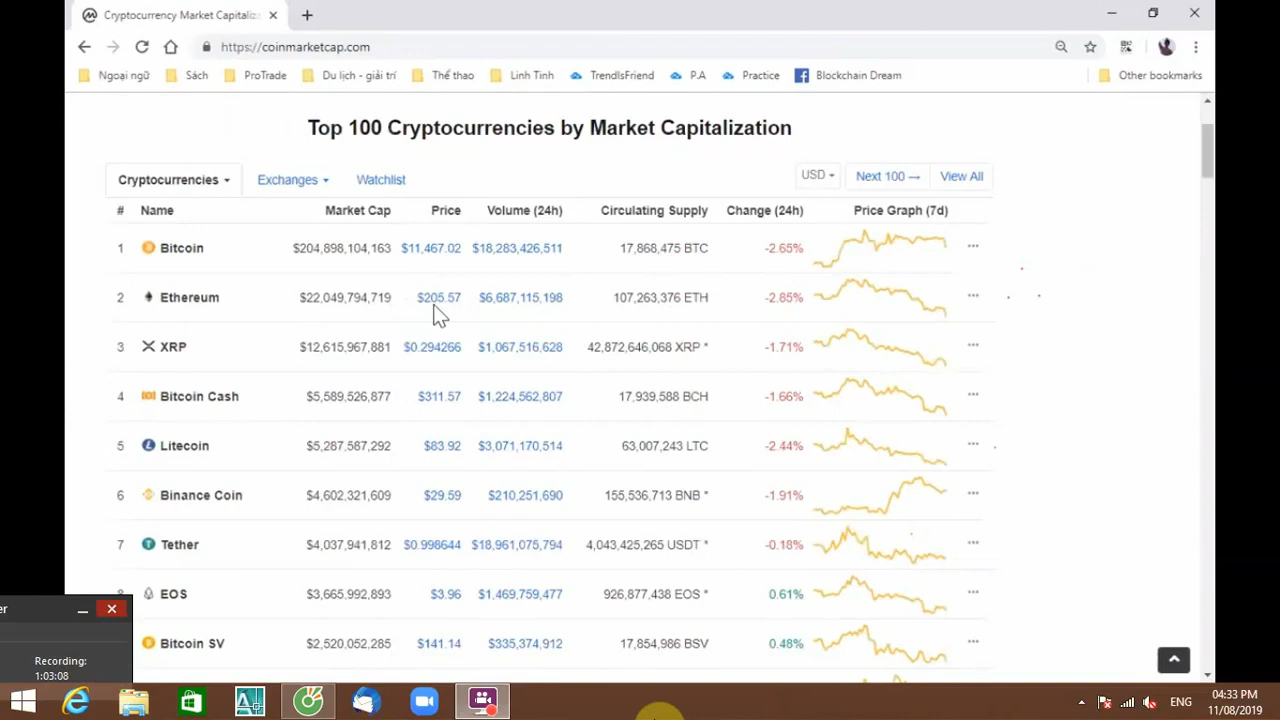 Cryptocurrency Market Capitaliz
https://coinmarketcap.com
Ngoại ngữ Sách ProTrade Du lịch - giải trí Thể thao Linh Tinh TrendIsFriend P.A Practice Blockchain Dream Other bookmarks
Top 100 Cryptocurrencies by Market Capitalization
Cryptocurrencies Exchanges Watchlist USD Next 100 → View All
# Name Market Cap Price Volume (24h) Circulating Supply Change (24h) Price Graph (7d)
1 Bitcoin $204,898,104,163 $11,467.02 $18,283,426,511 17,868,475 BTC -2.65%
2 Ethereum $22,049,794,719 $205.57 $6,687,115,198 107,263,376 ETH -2.85%
3 XRP $12,615,967,881 $0.294266 $1,067,516,628 42,872,646,068 XRP * -1.71%
4 Bitcoin Cash $5,589,526,877 $311.57 $1,224,562,807 17,939,588 BCH -1.66%
5 Litecoin $5,287,587,292 $83.92 $3,071,170,514 63,007,243 LTC -2.44%
6 Binance Coin $4,602,321,609 $29.59 $210,251,690 155,536,713 BNB * -1.91%
7 Tether $4,037,941,812 $0.998644 $18,961,075,794 4,043,425,265 USDT * -0.18%
EOS $3,665,992,893 $3.96 $1,469,759,477 926,877,438 EOS * 0.61%
Bitcoin SV $2,520,052,285 $141.14 $335,374,912 17,854,986 BSV 0.48%
er
Recording:
1:03:08
ENG
04:33 PM
11/08/2019